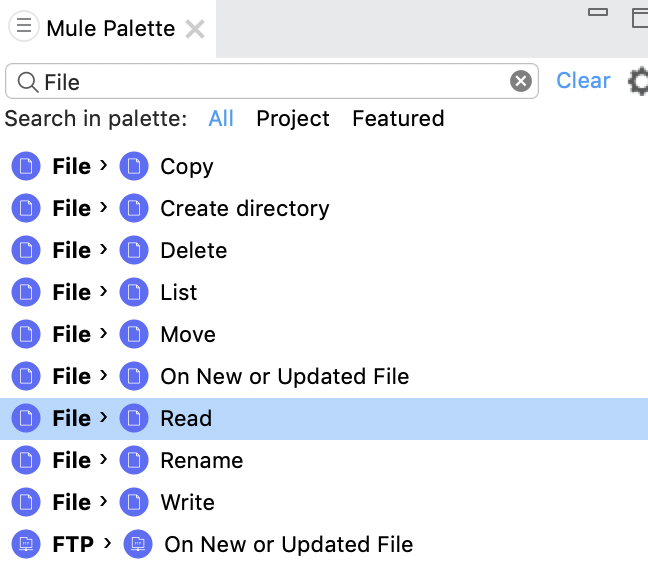 Mule Palette
File
Clear
Search in palette: All Project Featured
File > Copy
File > Create directory
File > Delete
File > List
File > Move
File > On New or Updated File
File > Read
File > Rename
File > Write
FTP > On New or Updated File